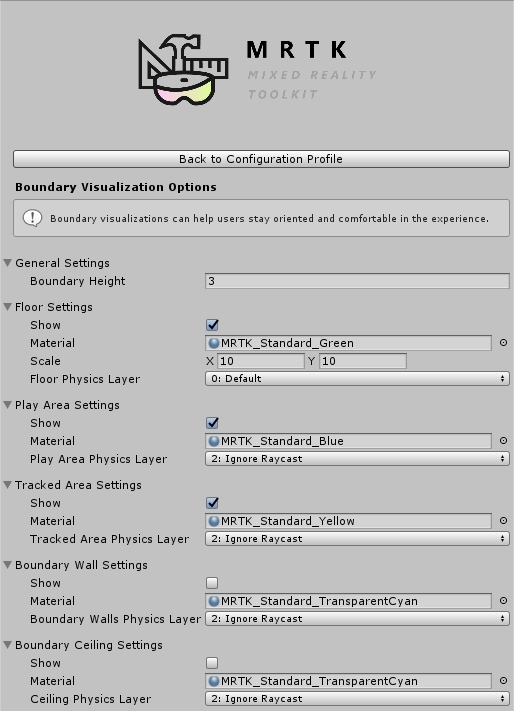 MRTK
MIXED REALITY
TOOLKIT
Back to Configuration Profile
Boundary Visualization Options
Boundary visualizations can help users stay oriented and comfortable in the experience.
General Settings
Boundary Height 3
Floor Settings
Show
Material MRTK_Standard_Green
Scale X 10 Y 10
Floor Physics Layer 0: Default
Play Area Settings
Show
Material MRTK_Standard_Blue
Play Area Physics Layer 2: Ignore Raycast
Tracked Area Settings
Show
Material MRTK_Standard_Yellow
Tracked Area Physics Layer 2: Ignore Raycast
Boundary Wall Settings
Show
Material MRTK_Standard_TransparentCyan
Boundary Walls Physics Layer 2: Ignore Raycast
Boundary Ceiling Settings
Show
Material MRTK_Standard_TransparentCyan
Ceiling Physics Layer 2: Ignore Raycast